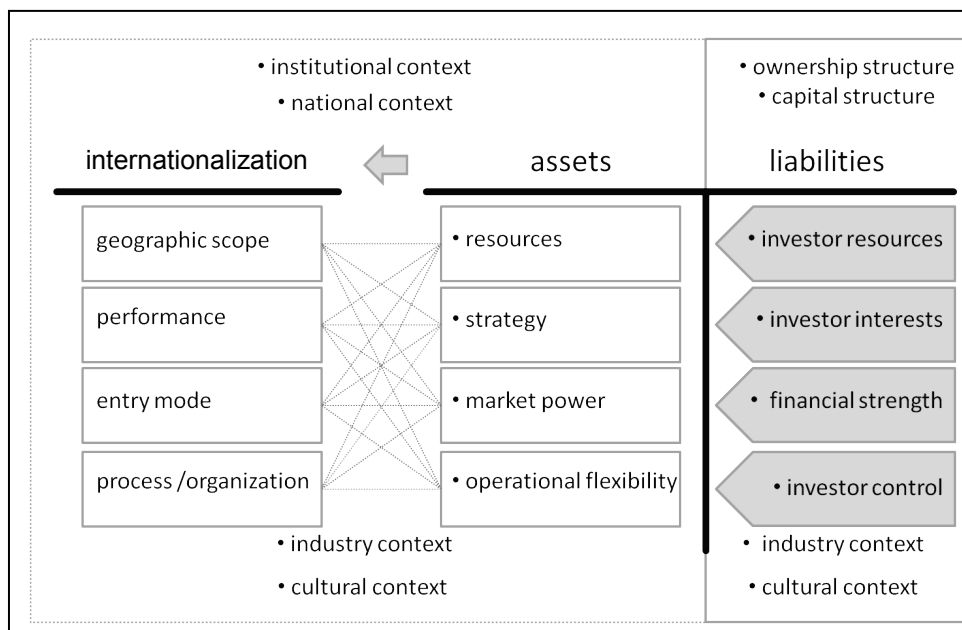 • institutional context
• national context
• ownership structure
• capital structure
internationalization
assets
liabilities
geographic scope
• resources
• investor resources
performance
• strategy
• investor interests
entry mode
• market power
• financial strength
process /organization
• operational flexibility
• investor control
• industry context
• cultural context
• industry context
• cultural context